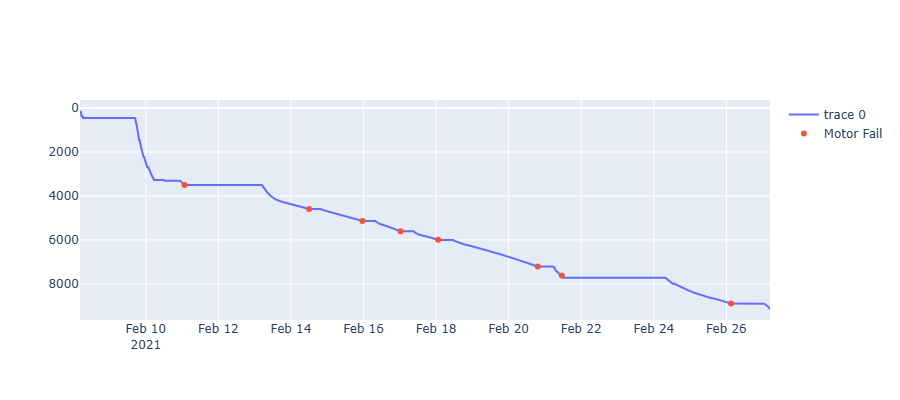 0
2000
4000
6000
8000
Feb 10
2021
Feb 12
Feb 14
Feb 16
Feb 18
Feb 20
Feb 22
Feb 24
Feb 26
trace 0
Motor Fail